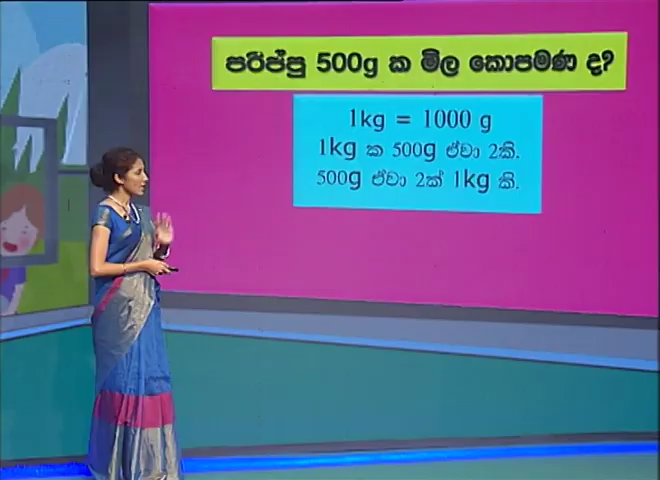 පරිප්පු 500g ක මිල කොපමණ ද?
1kg = 1000 g
1kg ක 500g ඒවා 2කි.
500g ඒවා 2ක් 1kg කි.